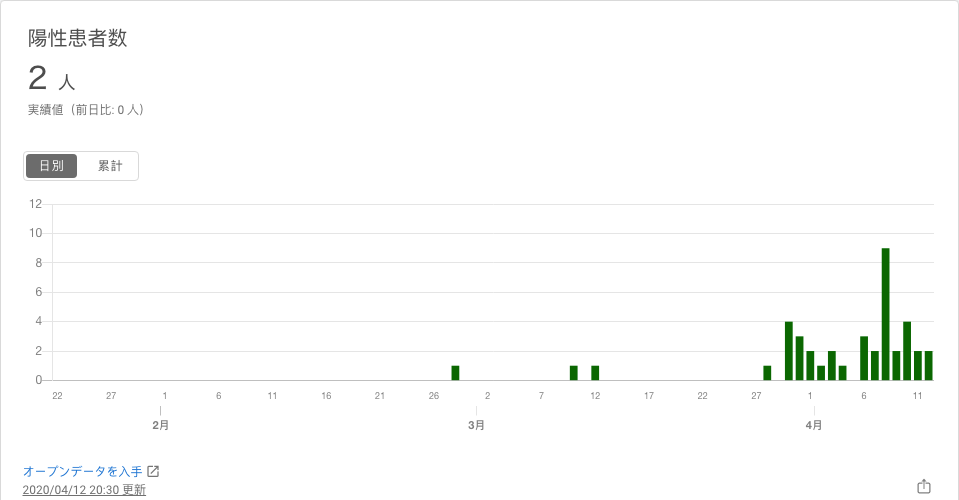 陽性患者数
2 人
実績値（前日比: 0 人）
日別 累計
12
10
8
6
4
2
0
22 27 1 6 11 16 21 26 2 7 12 17 22 27 1 6 11
2月 3月 4月
オープンデータを入手
2020/04/12 20:30 更新